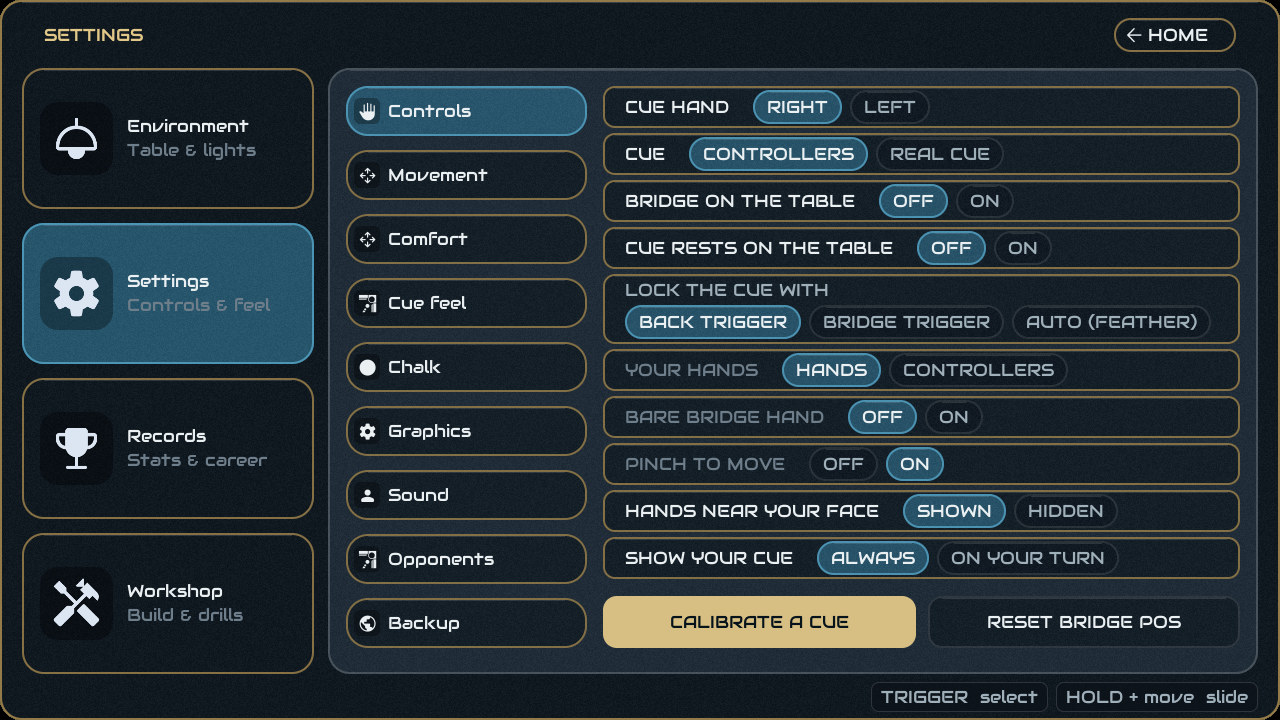 SETTINGS
← HOME
Environment
Table & lights
Settings
Controls & feel
Records
Stats & career
Workshop
Build & drills
Controls
Movement
Comfort
Cue feel
Chalk
Graphics
Sound
Opponents
Backup
CUE HAND RIGHT LEFT
CUE CONTROLLERS REAL CUE
BRIDGE ON THE TABLE OFF ON
CUE RESTS ON THE TABLE OFF ON
LOCK THE CUE WITH
BACK TRIGGER BRIDGE TRIGGER AUTO (FEATHER)
YOUR HANDS HANDS CONTROLLERS
BARE BRIDGE HAND OFF ON
PINCH TO MOVE OFF ON
HANDS NEAR YOUR FACE SHOWN HIDDEN
SHOW YOUR CUE ALWAYS ON YOUR TURN
CALIBRATE A CUE RESET BRIDGE POS
TRIGGER select HOLD + move slide